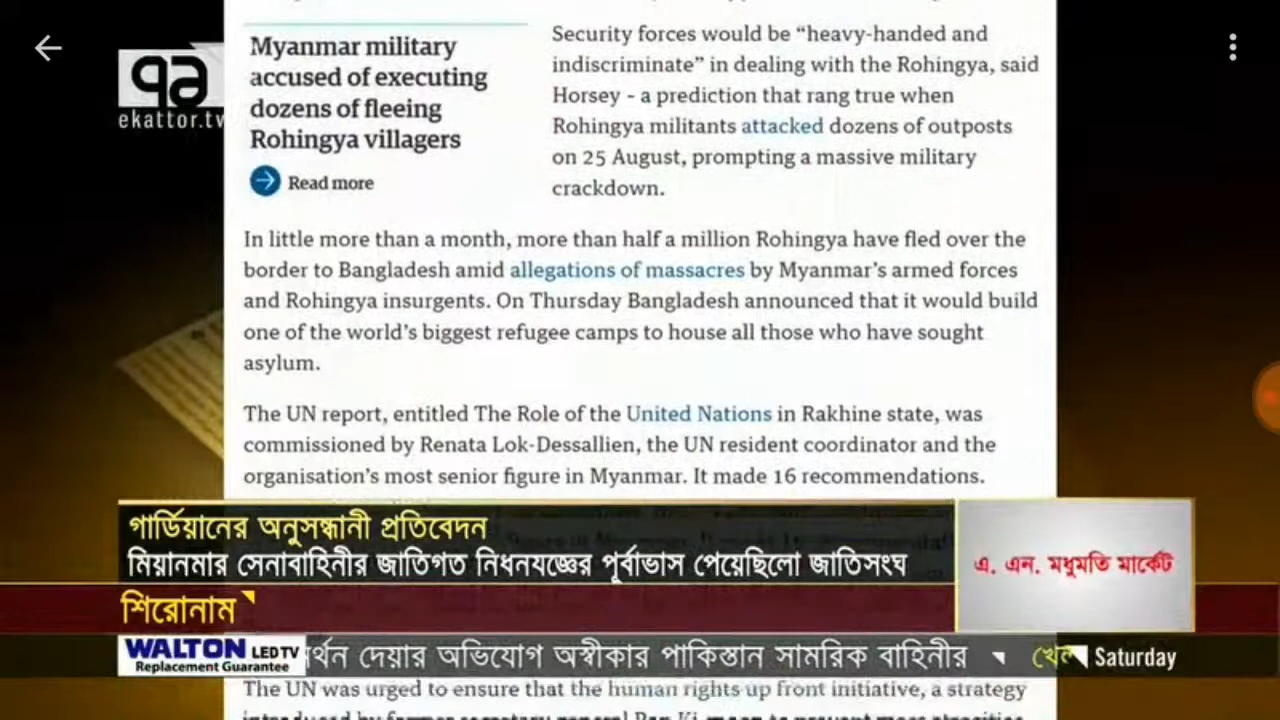 Myanmar military
accused of executing
dozens of fleeing
Rohingya villagers
Read more
ekattor.tv
Security forces would be “heavy-handed and
indiscriminate” in dealing with the Rohingya, said
Horsey - a prediction that rang true when
Rohingya militants attacked dozens of outposts
on 25 August, prompting a massive military
crackdown.
In little more than a month, more than half a million Rohingya have fled over the
border to Bangladesh amid allegations of massacres by Myanmar’s armed forces
and Rohingya insurgents. On Thursday Bangladesh announced that it would build
one of the world’s biggest refugee camps to house all those who have sought
asylum.
The UN report, entitled The Role of the United Nations in Rakhine state, was
commissioned by Renata Lok-Dessallien, the UN resident coordinator and the
organisation’s most senior figure in Myanmar. It made 16 recommendations.
গার্ডিয়ানের অনুসন্ধানী প্রতিবেদন
মিয়ানমার সেনাবাহিনীর জাতিগত নিধনযজ্ঞের পূর্বাভাস পেয়েছিলো জাতিসংঘ
এ. এন. মধুমতি মার্কেট
শিরোনাম
WALTON LED TV
Replacement Guarantee
দেয়ার অভিযোগ অস্বীকার পাকিস্তান সামরিক বাহিনীর
Saturday
The UN was urged to ensure that the human rights up front initiative, a strategy